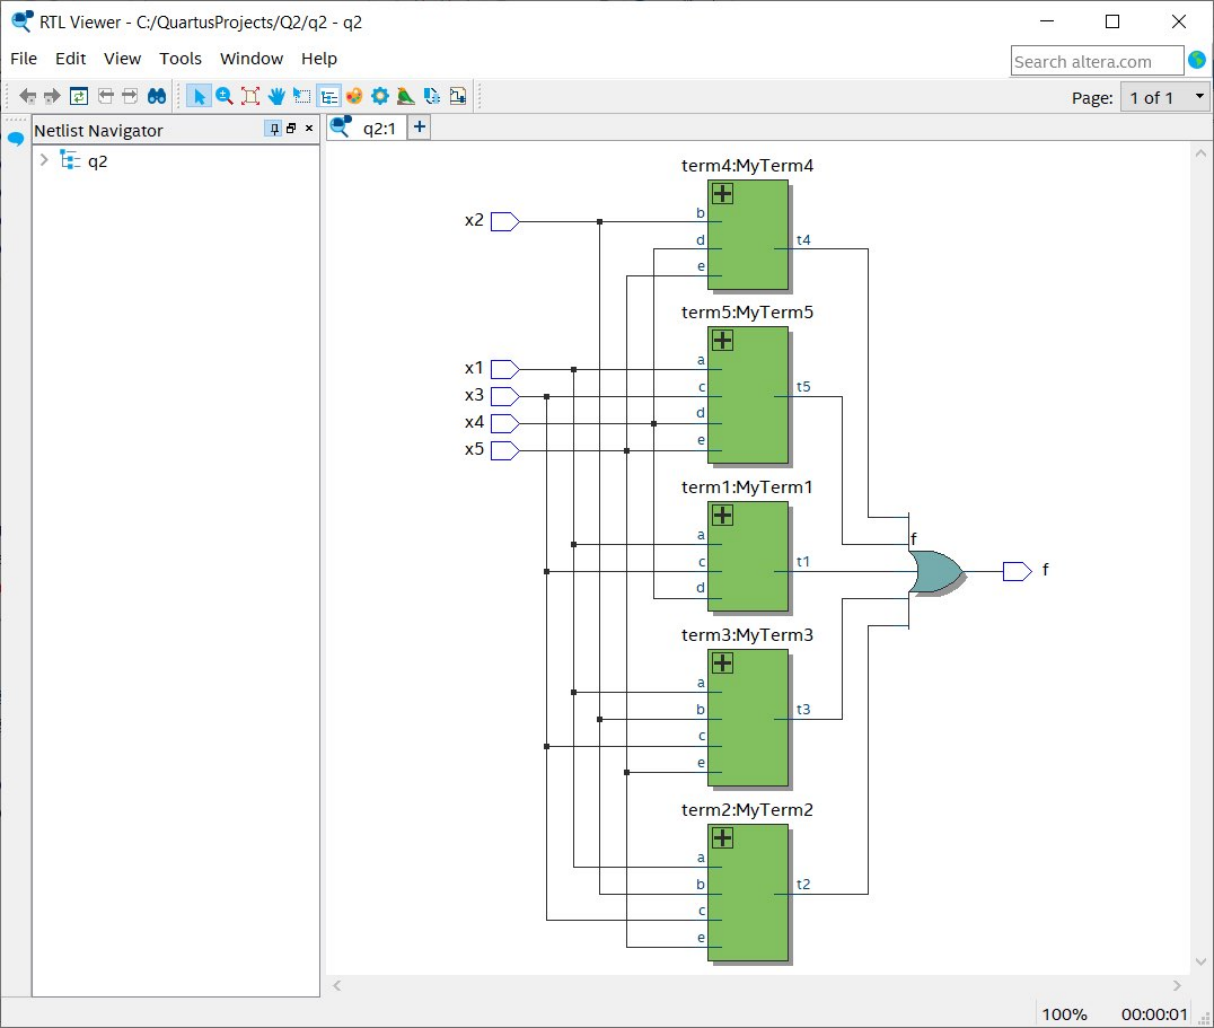 RTL Viewer - C:/QuartusProjects/Q2/q2 - q2
File Edit View Tools Window Help
Search altera.com
Page: 1 of 1
Netlist Navigator
q2:1
q2
term4:MyTerm4
x2
b
d
t4
e
term5:MyTerm5
x1
a
x3
c
t5
x4
d
x5
e
term1:MyTerm1
a
c
t1
d
f
f
term3:MyTerm3
a
b
t3
c
e
term2:MyTerm2
a
b
t2
c
e
100% 00:00:01